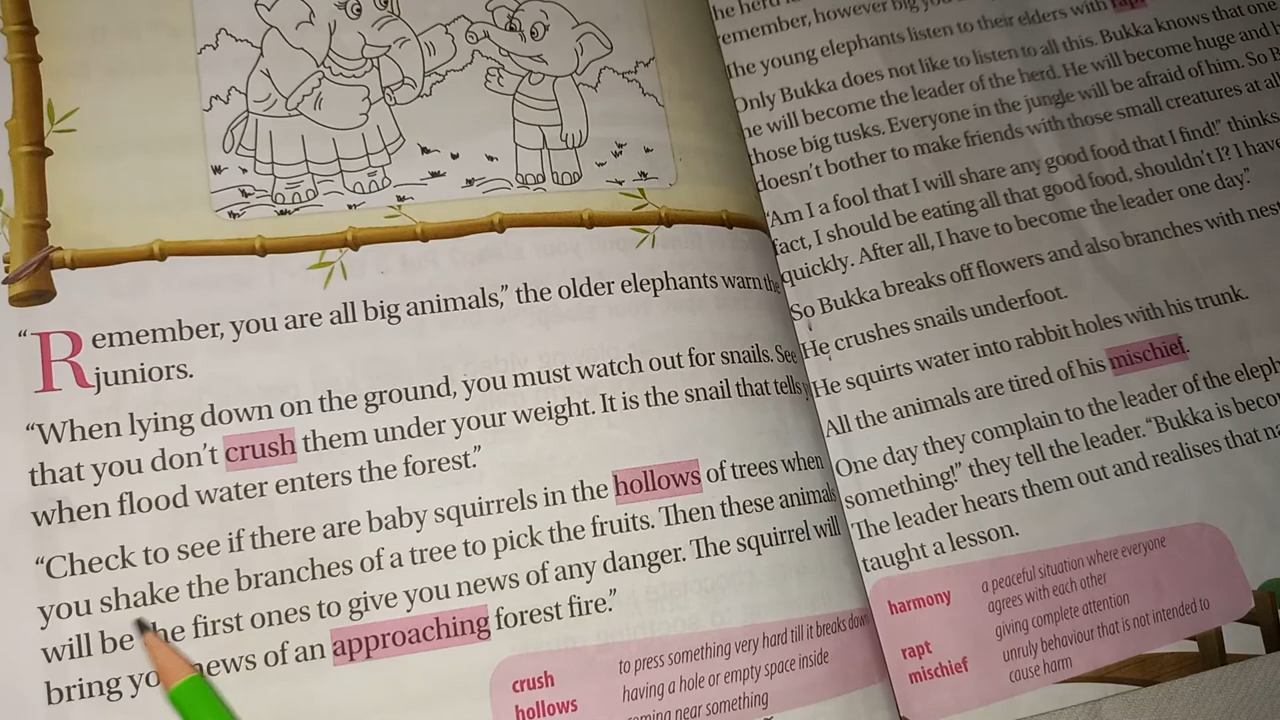 “Remember, you are all big animals,” the older elephants warn the
juniors.
“When lying down on the ground, you must watch out for snails. See
that you don't crush them under your weight. It is the snail that tells
when flood water enters the forest.”
“Check to see if there are baby squirrels in the hollows of trees when
you shake the branches of a tree to pick the fruits. Then these animals
will be the first ones to give you news of any danger. The squirrel will
bring news of an approaching forest fire.”
crush to press something very hard till it breaks down
hollows having a hole or empty space inside
coming near something
he herd
emember, however big you
The young elephants listen to their elders with rapt
Only Bukka does not like to listen to all this. Bukka knows that one
he will become the leader of the herd. He will become huge and
those big tusks. Everyone in the jungle will be afraid of him. So
doesn't bother to make friends with those small creatures at all
“Am I a fool that I will share any good food that I find!” thinks
fact, I should be eating all that good food, shouldn't I? I have
quickly. After all, I have to become the leader one day.”
So Bukka breaks off flowers and also branches with
He crushes snails underfoot.
He squirts water into rabbit holes with his trunk.
All the animals are tired of his mischief.
One day they complain to the leader of the
something!” they tell the leader. “Bukka is
The leader hears them out and realises that
taught a lesson.
harmony a peaceful situation where everyone
agrees with each other
rapt giving complete attention
mischief unruly behaviour that is not intended to
cause harm